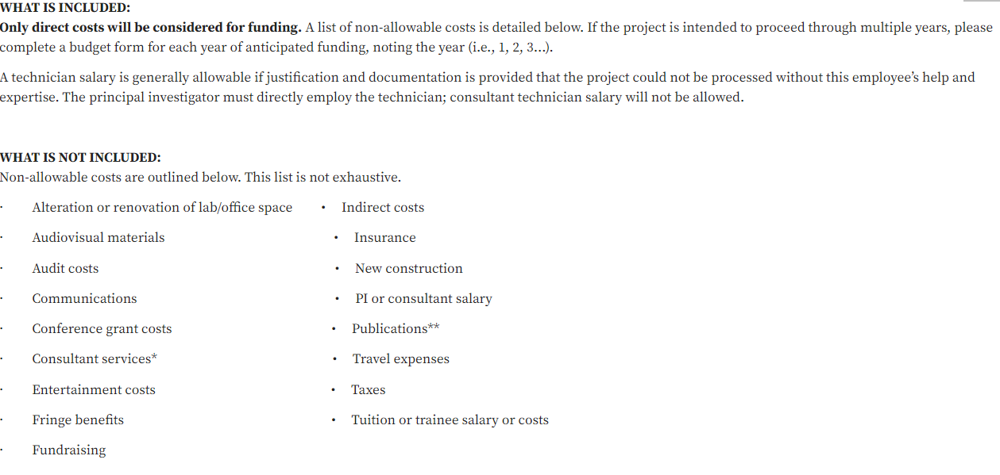 WHAT IS INCLUDED:
Only direct costs will be considered for funding. A list of non-allowable costs is detailed below. If the project is intended to proceed through multiple years, please
complete a budget form for each year of anticipated funding, noting the year (i.e., 1, 2, 3...).
A technician salary is generally allowable if justification and documentation is provided that the project could not be processed without this employee's help and
expertise. The principal investigator must directly employ the technician; consultant technician salary will not be allowed.
WHAT IS NOT INCLUDED:
Non-allowable costs are outlined below. This list is not exhaustive.
· Alteration or renovation of lab/office space • Indirect costs
· Audiovisual materials • Insurance
· Audit costs • New construction
· Communications • PI or consultant salary
· Conference grant costs • Publications**
· Consultant services* • Travel expenses
· Entertainment costs • Taxes
· Fringe benefits • Tuition or trainee salary or costs
· Fundraising